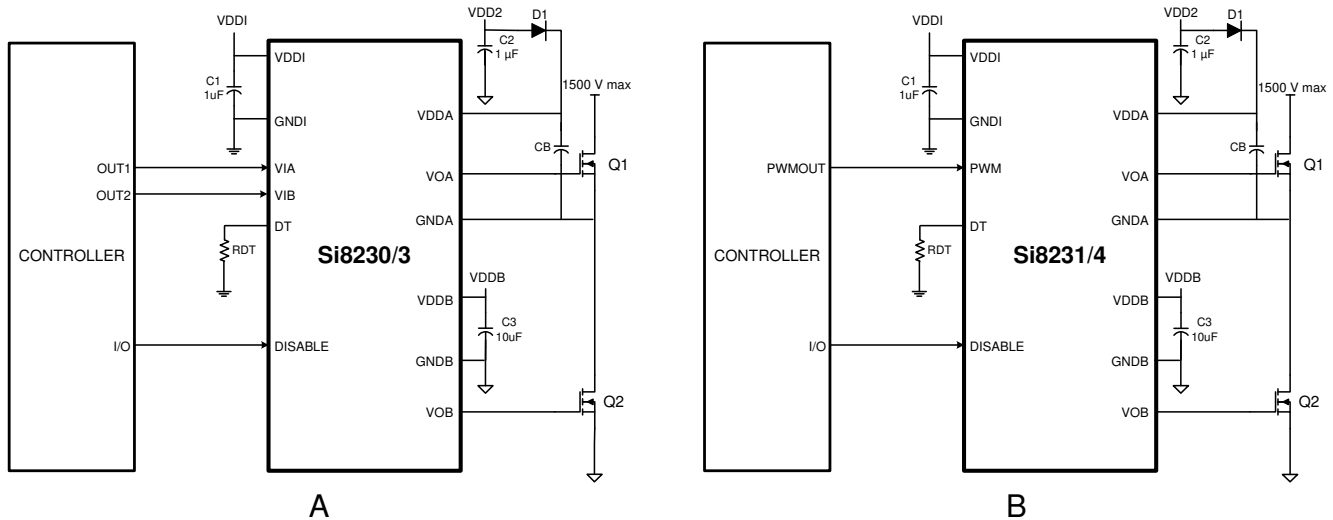 VDDI
VDD2
D1
C2
1 µF
VDDI
1500 V max
C1
1uF
GNDI
VDDA
CB
OUT1
VIA
VOA
Q1
OUT2
VIB
DT
GNDA
RDT
CONTROLLER
Si8230/3
VDDB
VDDB
C3
10uF
I/O
DISABLE
GNDB
VOB
Q2
A
VDDI
VDD2
D1
C2
1 µF
VDDI
1500 V max
C1
1uF
GNDI
VDDA
CB
PWMOUT
PWM
VOA
Q1
DT
GNDA
RDT
CONTROLLER
Si8231/4
VDDB
VDDB
C3
10uF
I/O
DISABLE
GNDB
VOB
Q2
B